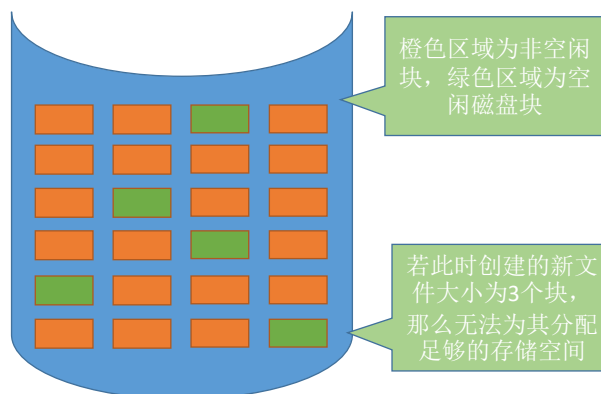 橙色区域为非空闲
块，绿色区域为空
闲磁盘块
若此时创建的新文
件大小为3个块，
那么无法为其分配
足够的存储空间